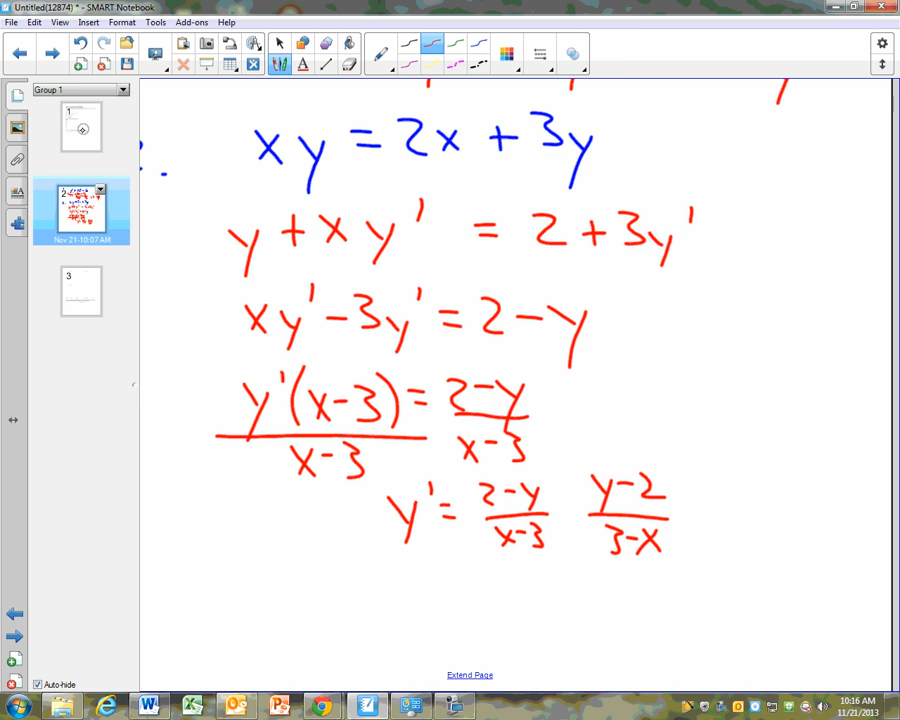 Untitled(12874) * - SMART Notebook
File Edit View Insert Format Tools Add-ons Help
Group 1
1
2
Nov 21-10:07 AM
3
xy = 2x + 3y
y + xy' = 2 + 3y'
xy' - 3y' = 2 - y
y'(x-3) = 2-y
x-3 x-3
y' = 2-y y-2
x-3 3-x
Extend Page
Auto-hide
10:16 AM
11/21/2013